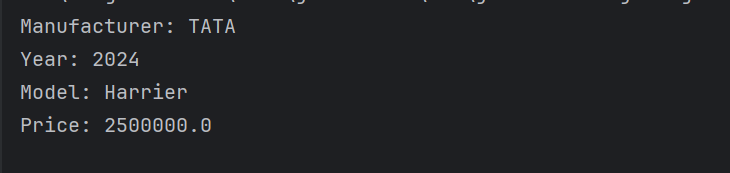 Manufacturer: TATA
Year: 2024
Model: Harrier
Price: 2500000.0